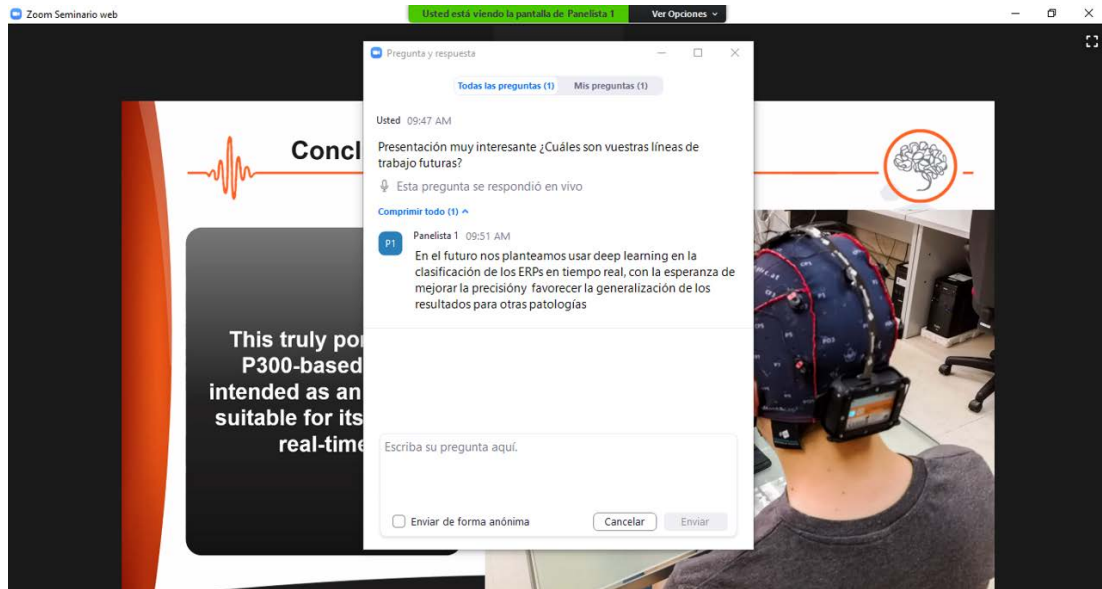 Zoom Seminario web
Usted está viendo la pantalla de Panelista 1
Ver Opciones
Pregunta y respuesta
Todas las preguntas (1)
Mis preguntas (1)
Usted 09:47 AM
Presentación muy interesante ¿Cuáles son vuestras líneas de
trabajo futuras?
Esta pregunta se respondió en vivo
Comprimir todo (1)
P1
Panelista 1 09:51 AM
En el futuro nos planteamos usar deep learning en la
clasificación de los ERPs en tiempo real, con la esperanza de
mejorar la precisióny favorecer la generalización de los
resultados para otras patologías
Escriba su pregunta aquí.
Enviar de forma anónima
Cancelar
Enviar
Concl
This truly por
P300-based
intended as an
suitable for its
real-time